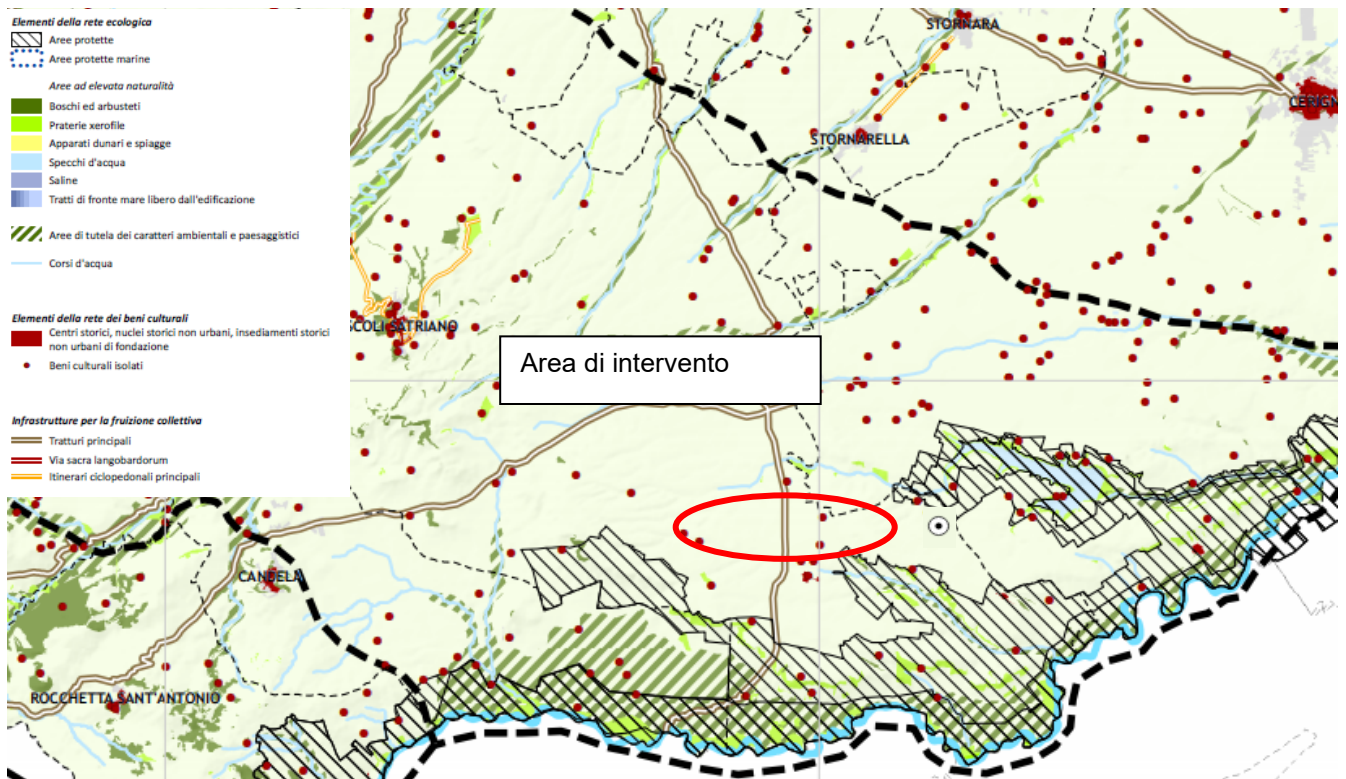 Elementi della rete ecologica
Aree protette
Aree protette marine
Aree ad elevata naturalità
Boschi ed arbusteti
Praterie xerofile
Apparati dunari e spiagge
Specchi d'acqua
Saline
Tratti di fronte mare libero dall'edificazione
Aree di tutela dei caratteri ambientali e paesaggistici
Corsi d'acqua
Elementi della rete dei beni culturali
Centri storici, nuclei storici non urbani, insediamenti storici
non urbani di fondazione
Beni culturali isolati
Infrastrutture per la fruizione collettiva
Tratturi principali
Via sacra langobardorum
Itinerari ciclopedonali principali
STORNARA
CERIGN
STORNARELLA
SCOLI SATRIANO
Area di intervento
CANDELA
ROCCHETTA SANT'ANTONIO